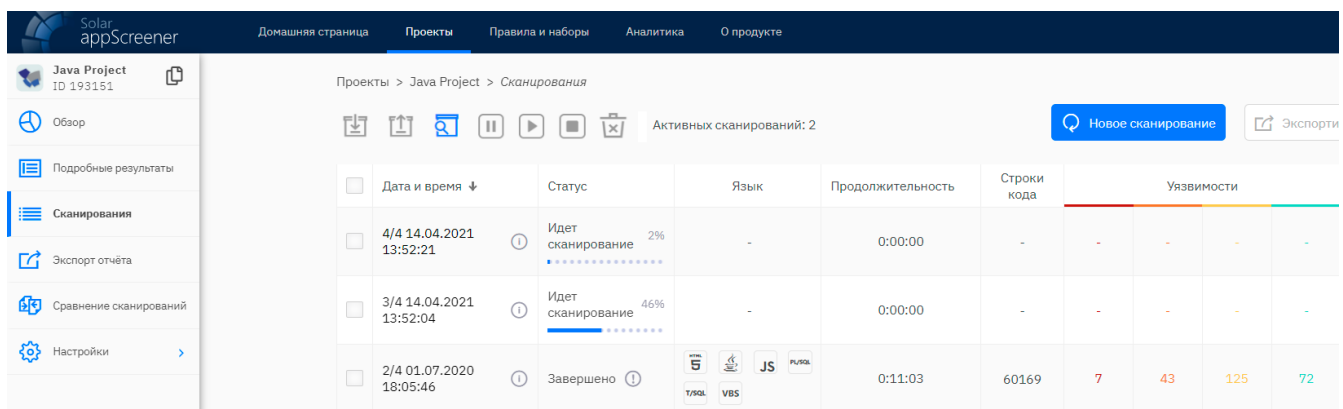 Solar
appScreener
Домашняя страница Проекты Правила и наборы Аналитика О продукте
Java Project
ID 193151
Обзор
Подробные результаты
Сканирования
Экспорт отчёта
Сравнение сканирований
Настройки
Проекты > Java Project > Сканирования
Активных сканирований: 2
Новое сканирование
Экспорти
Дата и время Статус Язык Продолжительность Строки кода Уязвимости
4/4 14.04.2021 13:52:21 Идет сканирование 2% - 0:00:00 - - - - -
3/4 14.04.2021 13:52:04 Идет сканирование 46% - 0:00:00 - - - - -
2/4 01.07.2020 18:05:46 Завершено HTML 5 JS PL/SQL T/SQL VBS 0:11:03 60169 7 43 125 72